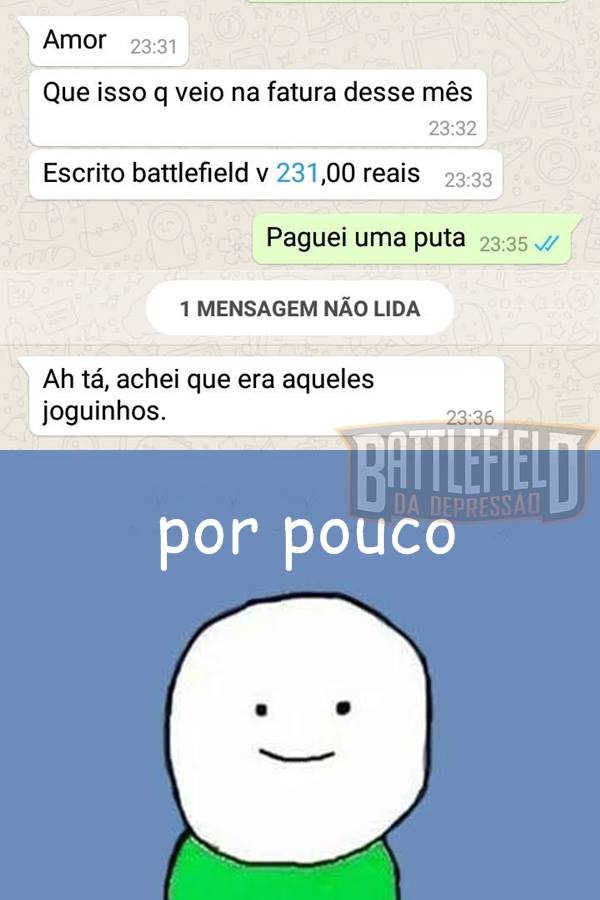 Amor 23:31
Que isso q veio na fatura desse mês
23:32
Escrito battlefield v 231,00 reais 23:33
Paguei uma puta 23:35
1 MENSAGEM NÃO LIDA
Ah tá, achei que era aqueles
joguinhos. 23:36
BATTLEFIELD
DA DEPRESSÃO
por pouco